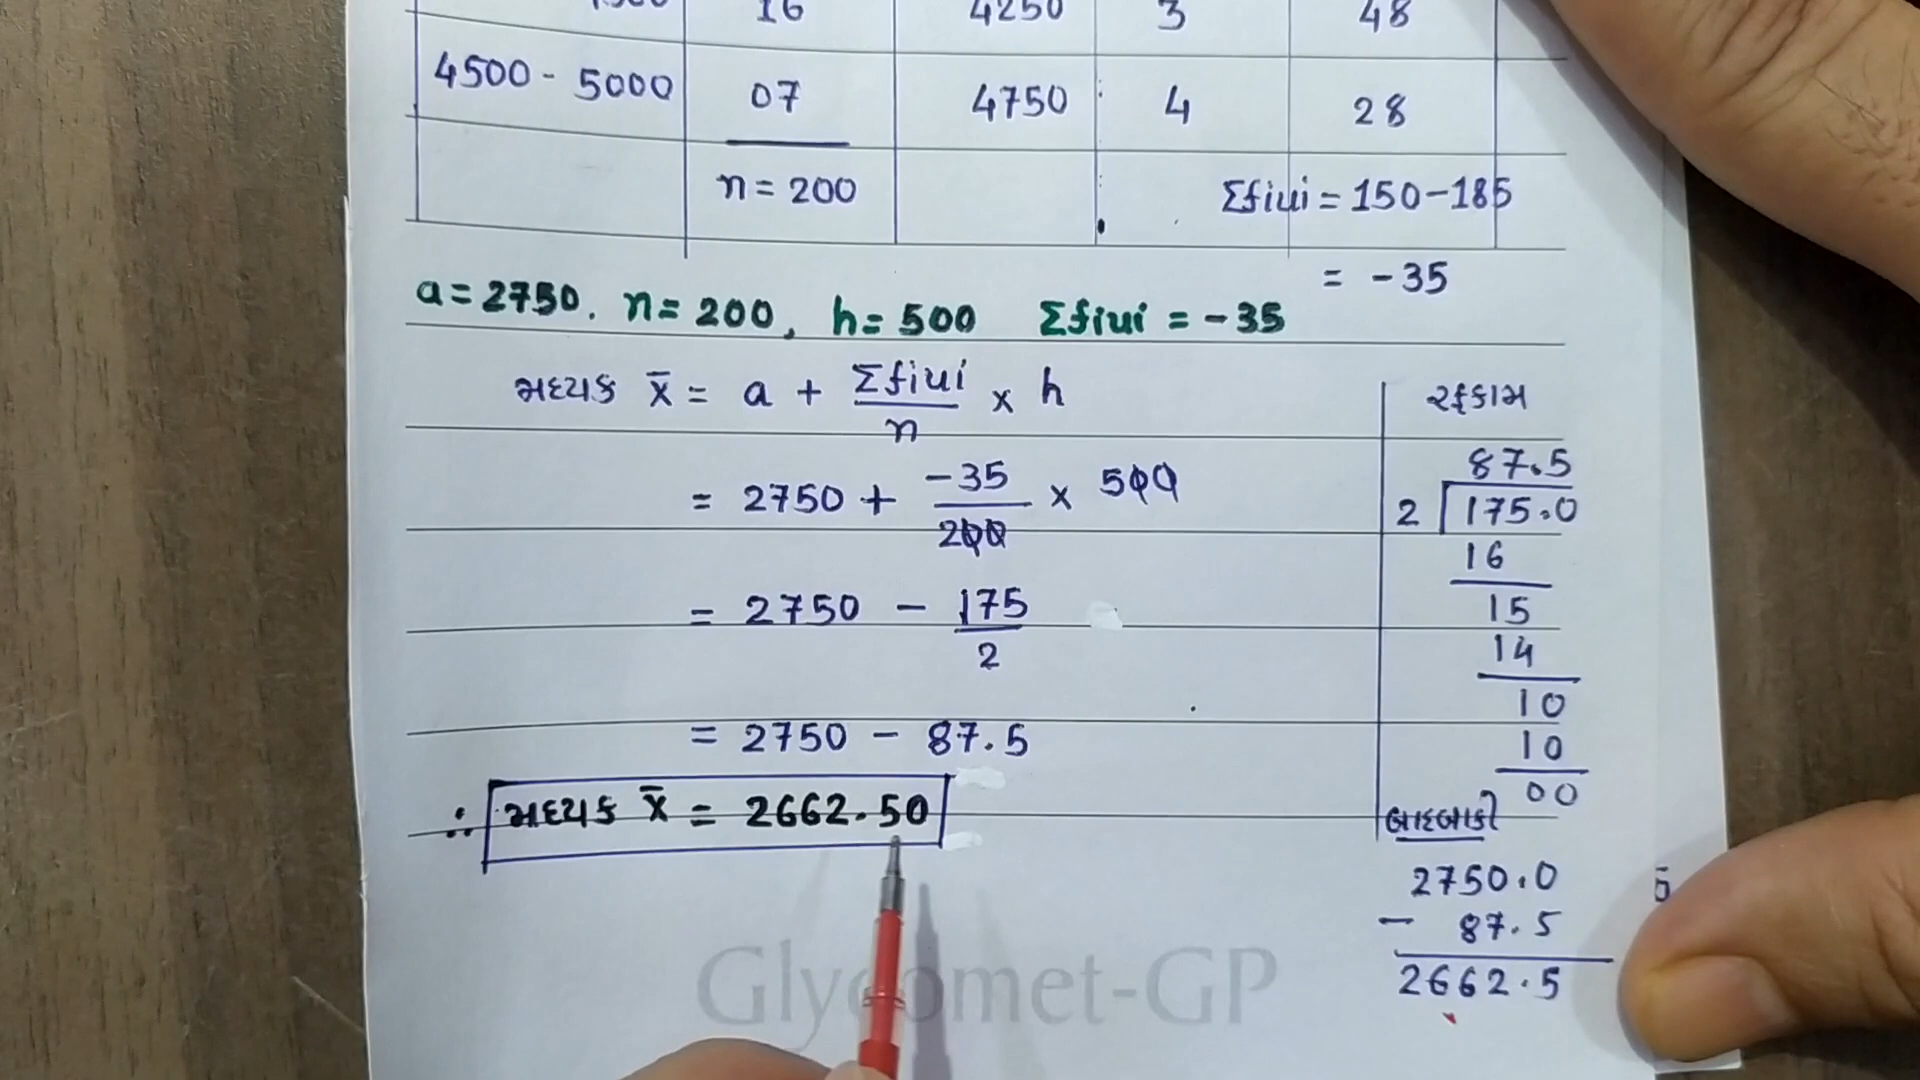 16 4250 3 48
4500 - 5000 07 4750 4 28
n = 200 Σfiui = 150 - 185
= -35
a = 2750. n = 200, h = 500 Σfiui = -35
મધ્યક x̄ = a + Σfiui / n × h
= 2750 + -35 / 200 × 500
= 2750 - 175 / 2
= 2750 - 87.5
∴ મધ્યક x̄ = 2662.50
રફકામ
87.5
2 175.0
16
15
14
10
10
00
બાદબાકી
2750.0
- 87.5
2662.5
Glycomet-GP